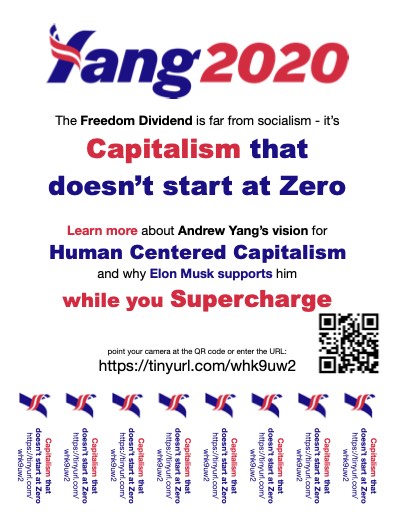 Yang 2020
The Freedom Dividend is far from socialism - it's
Capitalism that
doesn't start at Zero
Learn more about Andrew Yang's vision for
Human Centered Capitalism
and why Elon Musk supports him
while you Supercharge
point your camera at the QR code or enter the URL:
https://tinyurl.com/whk9uw2
Capitalism that
doesn't start at Zero
https://tinyurl.com/
whk9uw2
Capitalism that
doesn't start at Zero
https://tinyurl.com/
whk9uw2
Capitalism that
doesn't start at Zero
https://tinyurl.com/
whk9uw2
Capitalism that
doesn't start at Zero
https://tinyurl.com/
whk9uw2
Capitalism that
doesn't start at Zero
https://tinyurl.com/
whk9uw2
Capitalism that
doesn't start at Zero
https://tinyurl.com/
whk9uw2
Capitalism that
doesn't start at Zero
https://tinyurl.com/
whk9uw2
Capitalism that
doesn't start at Zero
https://tinyurl.com/
whk9uw2